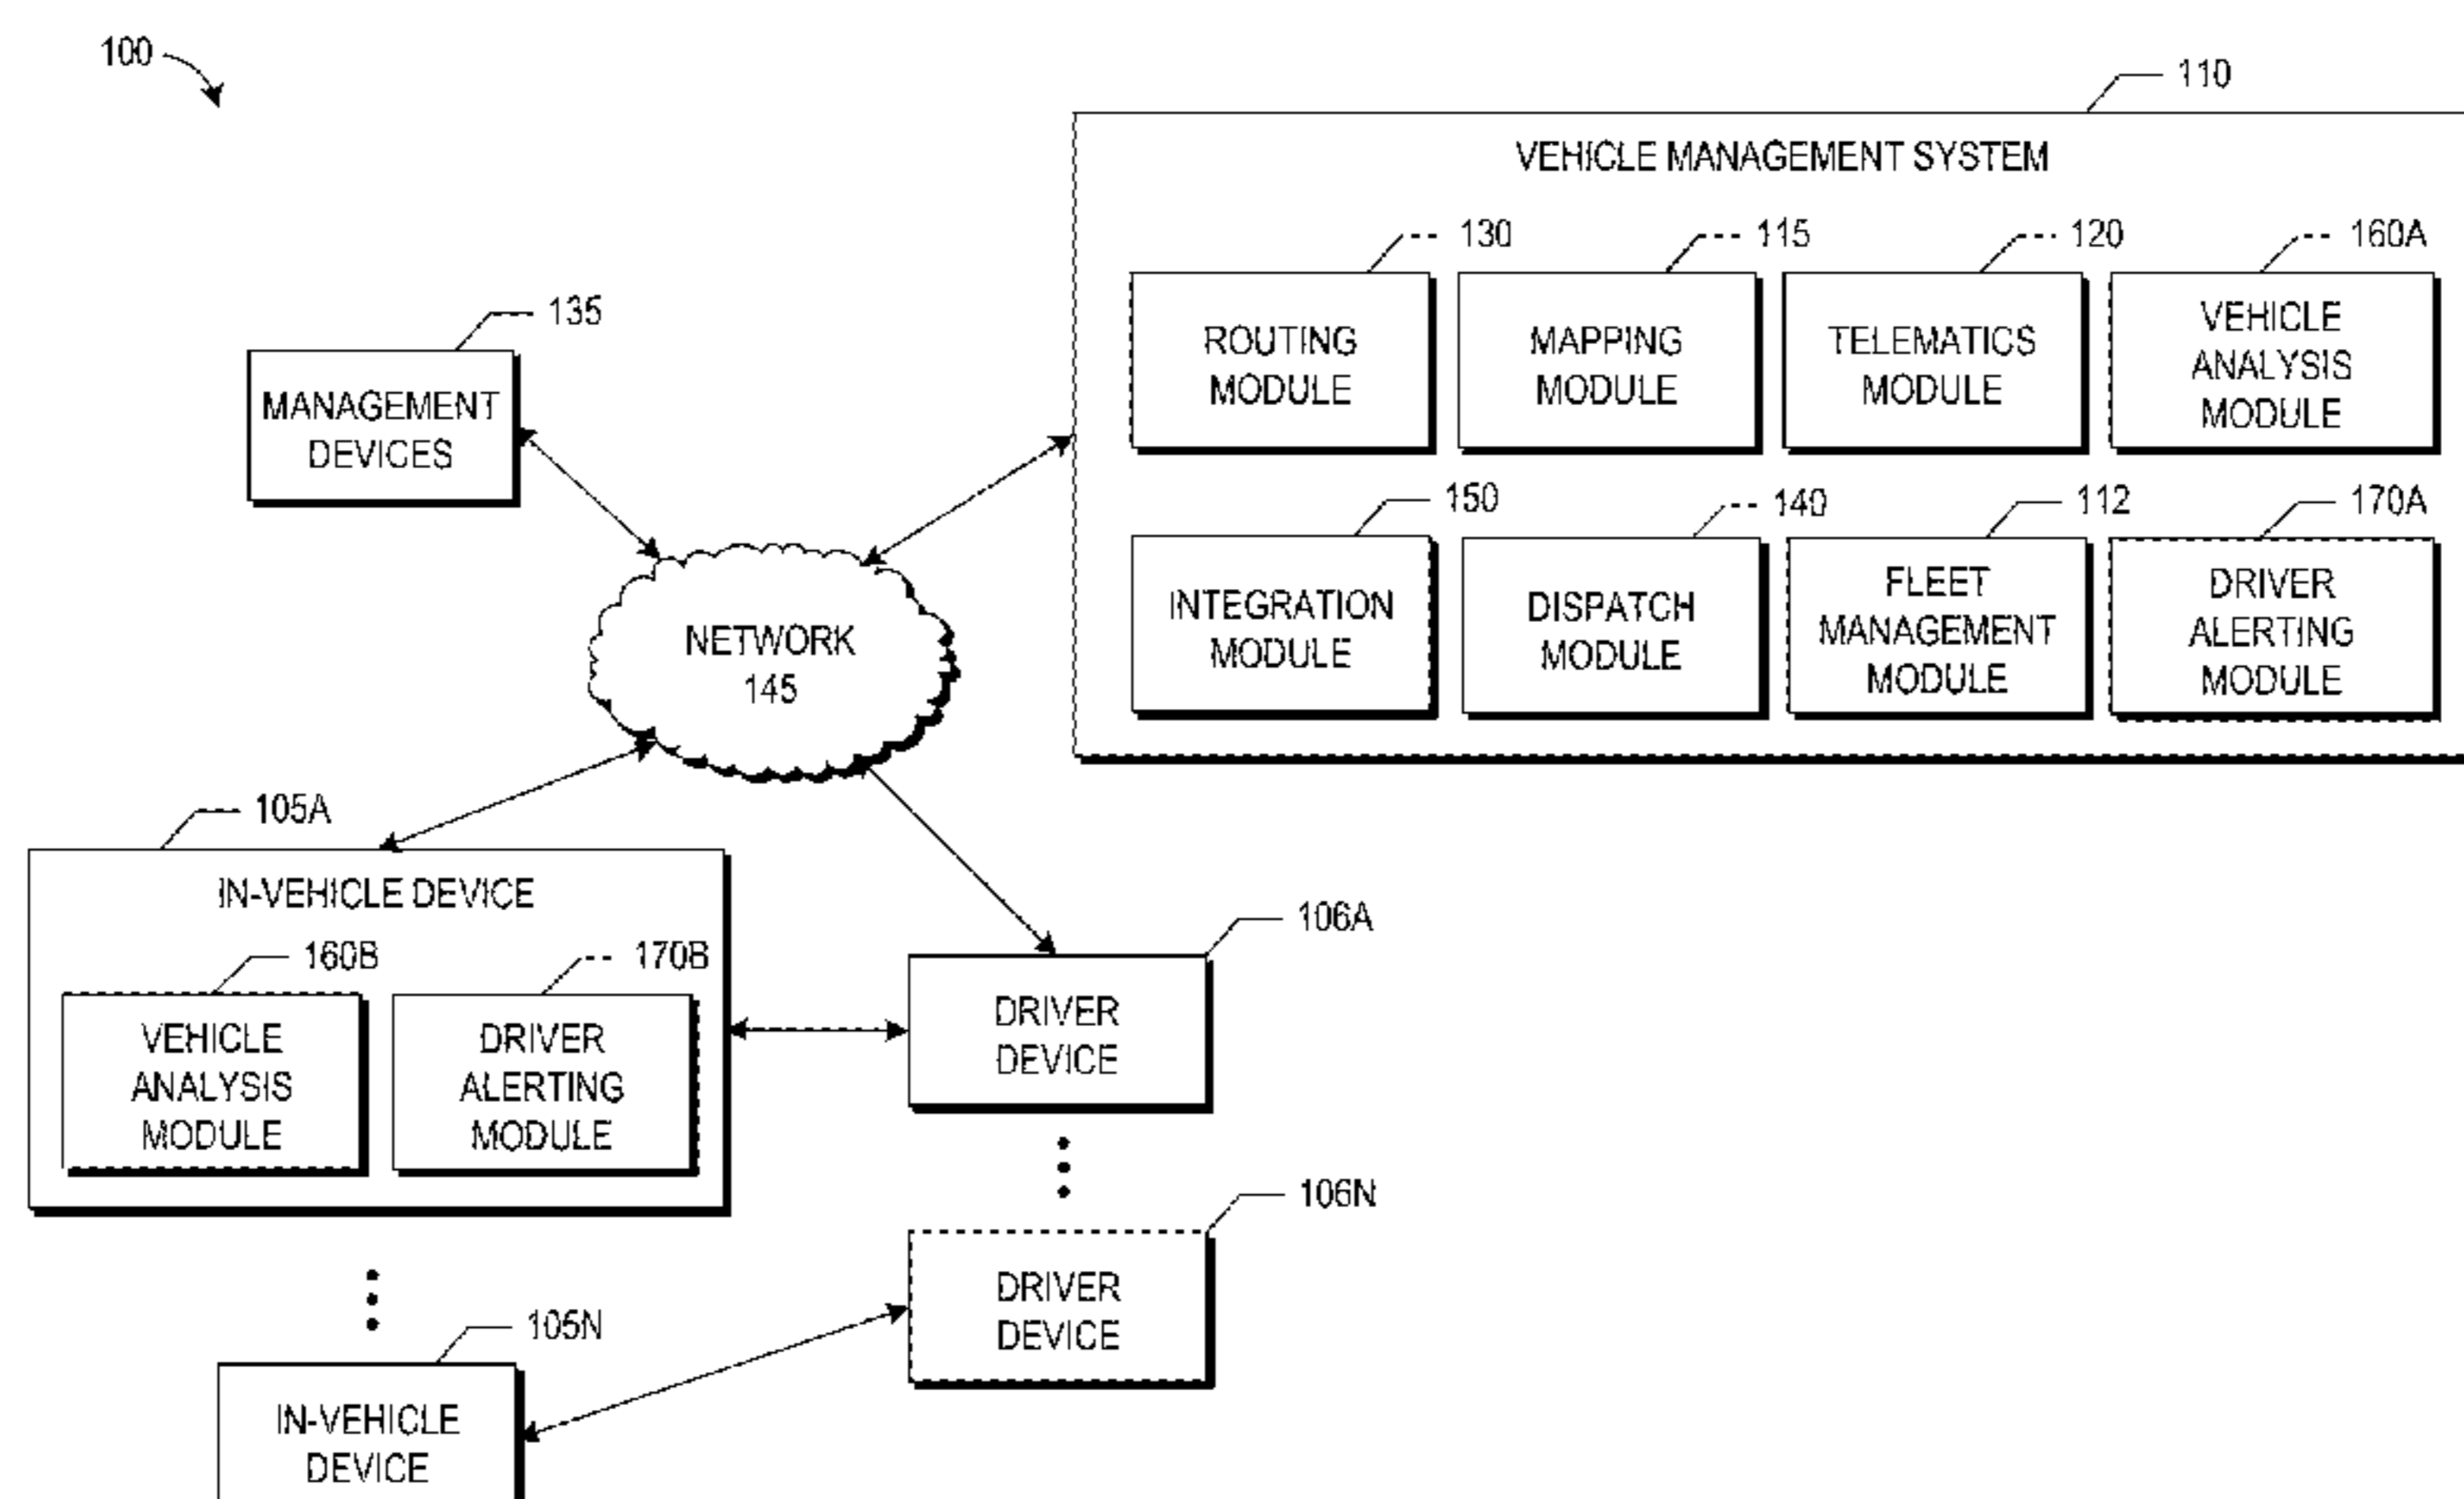 100
110
VEHICLE MANAGEMENT SYSTEM
130
115
120
160A
ROUTING
MODULE
MAPPING
MODULE
TELEMATICS
MODULE
VEHICLE
ANALYSIS
MODULE
150
140
112
170A
INTEGRATION
MODULE
DISPATCH
MODULE
FLEET
MANAGEMENT
MODULE
DRIVER
ALERTING
MODULE
135
MANAGEMENT
DEVICES
NETWORK
145
105A
IN-VEHICLE DEVICE
160B
170B
VEHICLE
ANALYSIS
MODULE
DRIVER
ALERTING
MODULE
106A
DRIVER
DEVICE
106N
DRIVER
DEVICE
105N
IN-VEHICLE
DEVICE